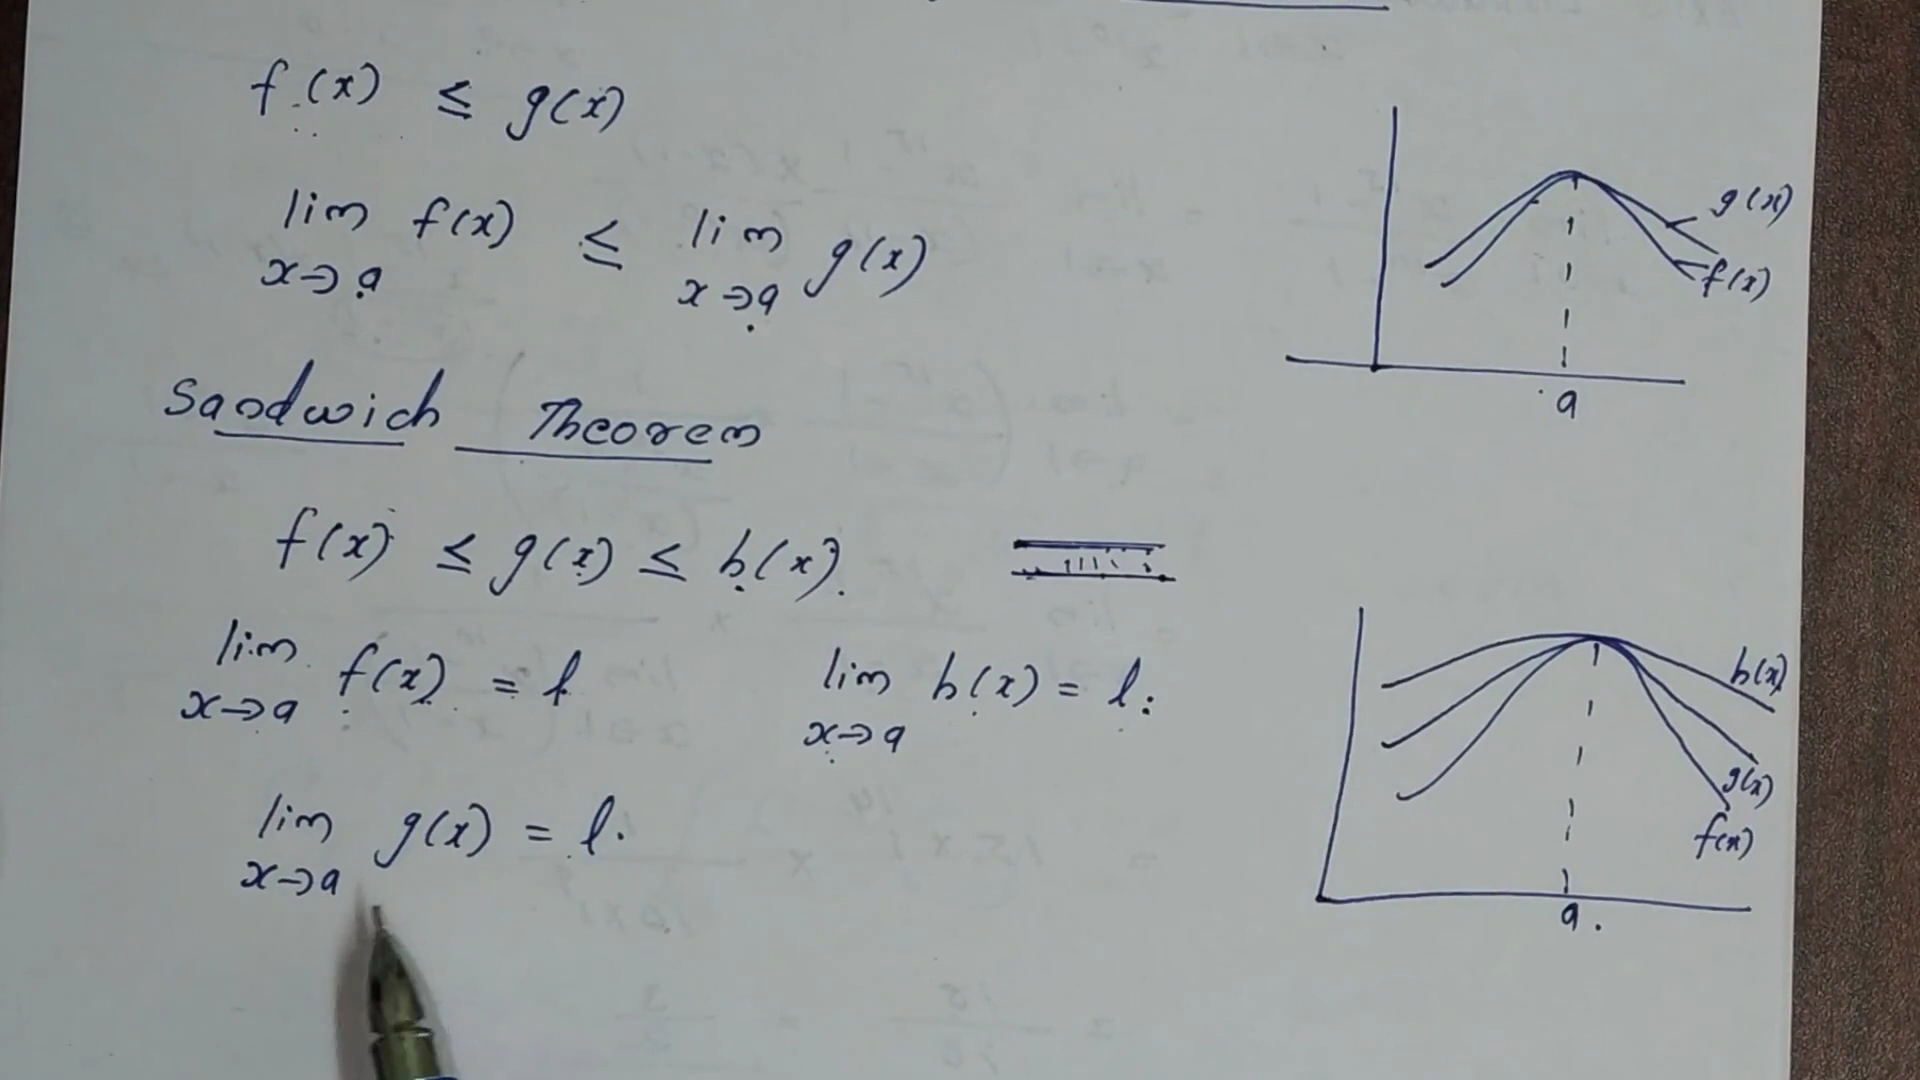 f(x) ≤ g(x)
lim f(x) ≤ lim g(x)
x→a x→a
g(x)
f(x)
a
Sandwich Theorem
f(x) ≤ g(x) ≤ h(x).
lim f(x) = l lim h(x) = l.
x→a x→a
lim g(x) = l.
x→a
h(x)
g(x)
f(x)
a.